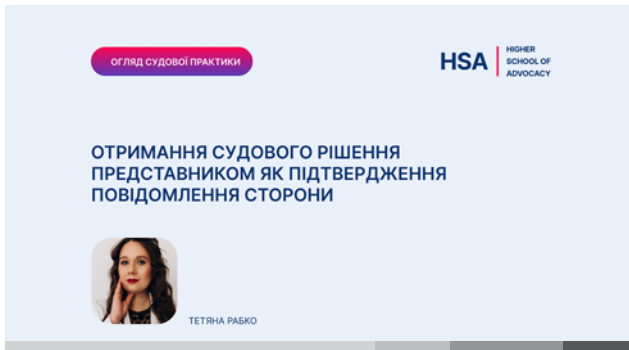 ОГЛЯД СУДОВОЇ ПРАКТИКИ
HSA
HIGHER
SCHOOL OF
ADVOCACY
ОТРИМАННЯ СУДОВОГО РІШЕННЯ
ПРЕДСТАВНИКОМ ЯК ПІДТВЕРДЖЕННЯ
ПОВІДОМЛЕННЯ СТОРОНИ
ТЕТЯНА РАБКО